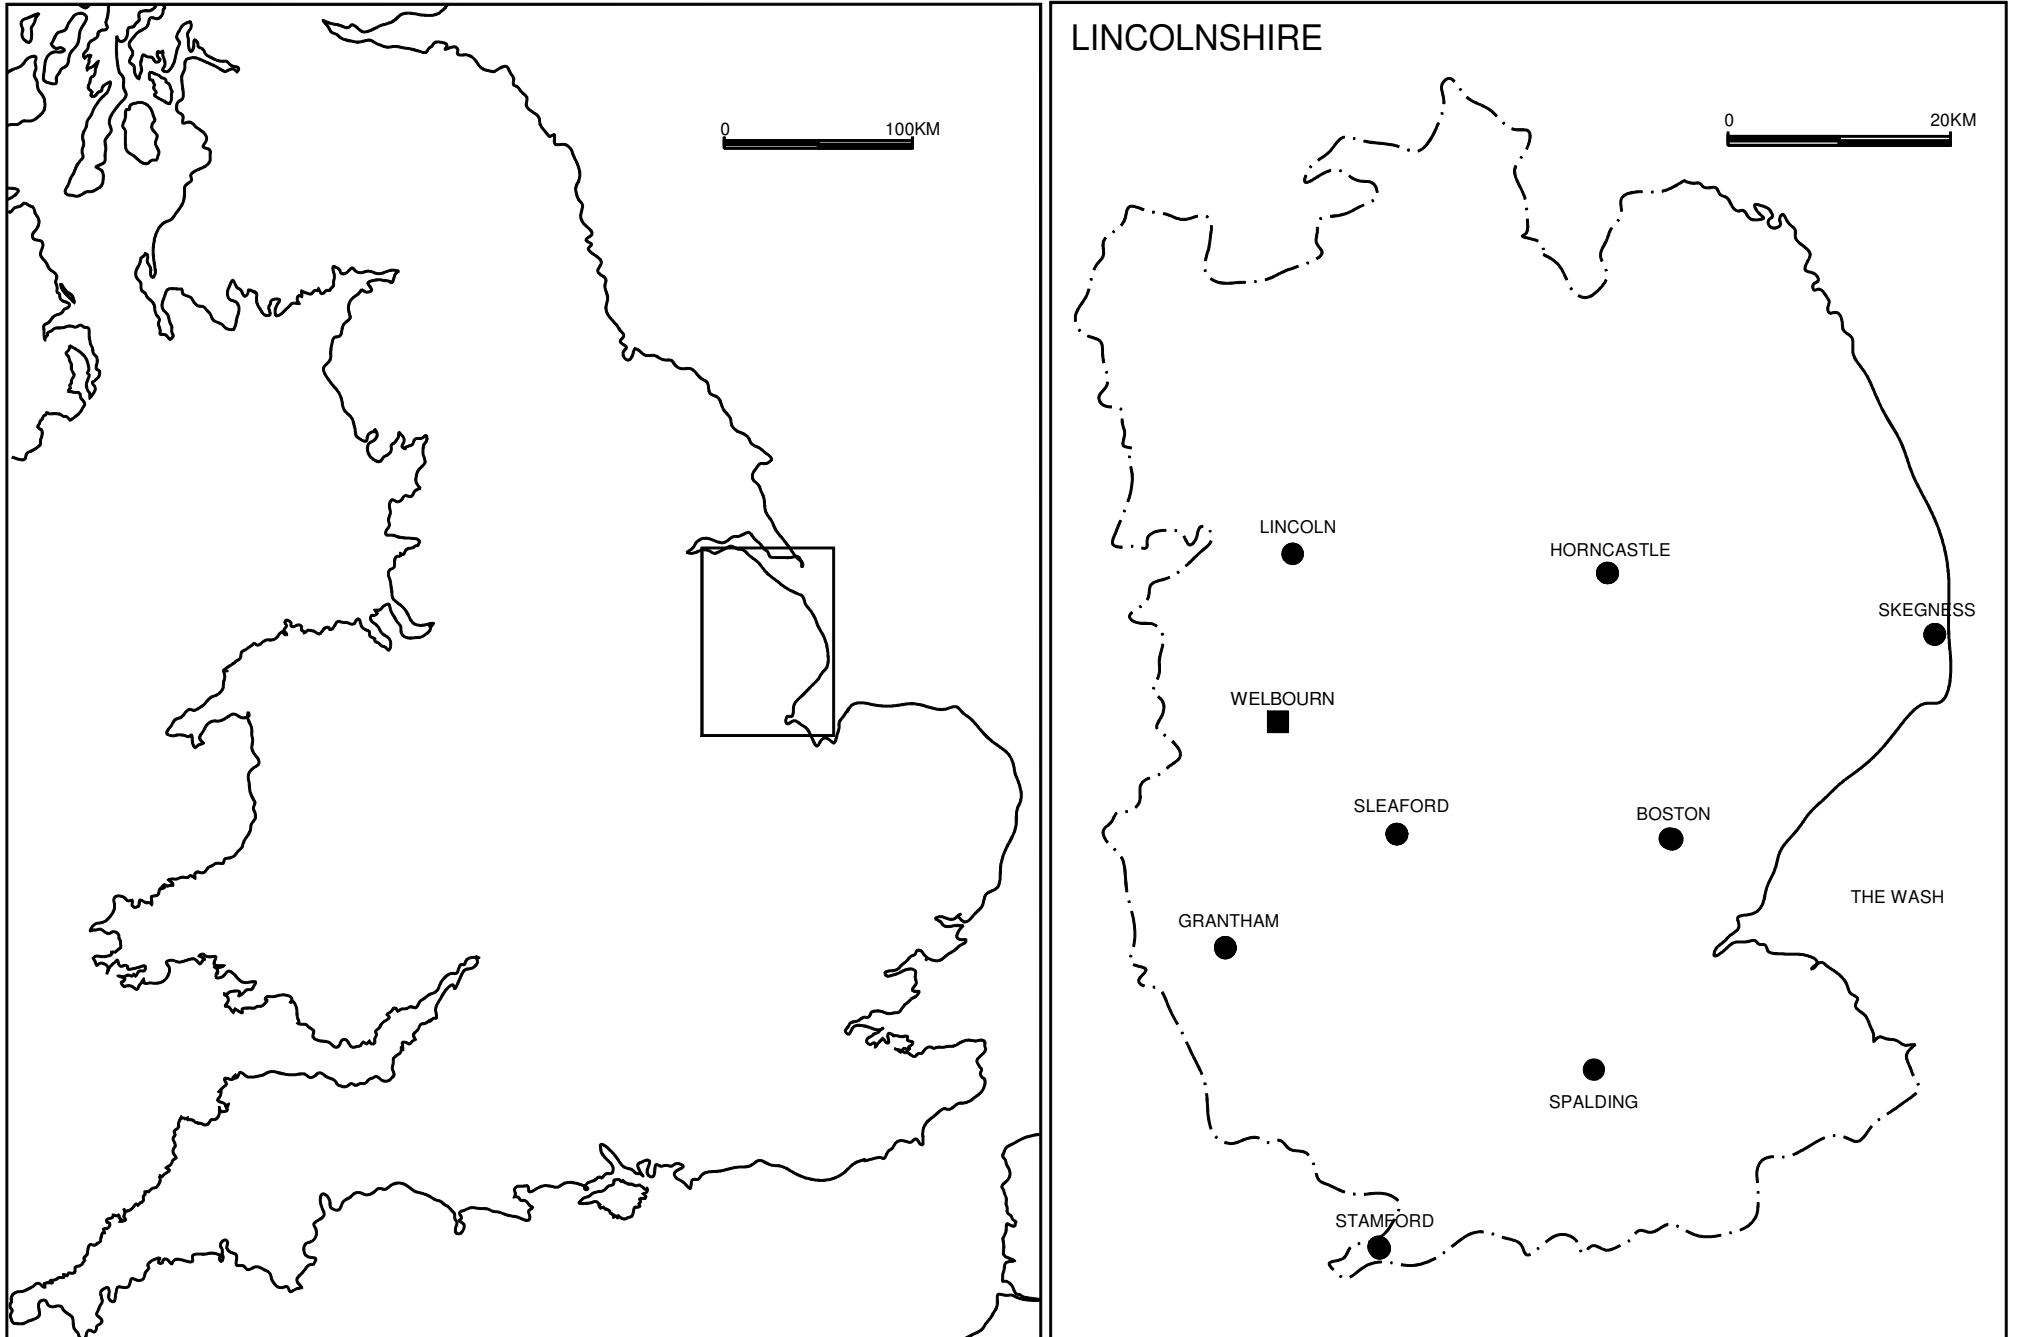 0 100KM
LINCOLNSHIRE
0 20KM
LINCOLN
HORNCASTLE
SKEGNESS
WELBOURN
SLEAFORD
BOSTON
THE WASH
GRANTHAM
SPALDING
STAMFORD